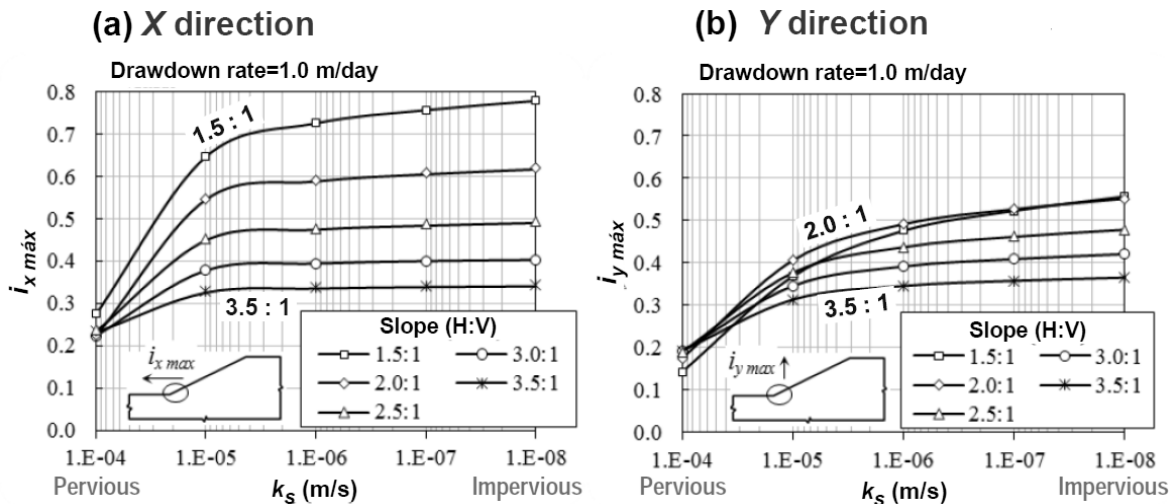 (a) X direction
Drawdown rate=1.0 m/day
0.8
0.7
0.6
0.5
0.4
0.3
0.2
0.1
0.0
i x máx
1.5 : 1
3.5 : 1
i x max
Slope (H:V)
1.5:1 3.0:1
2.0:1 3.5:1
2.5:1
1.E-04 1.E-05 1.E-06 1.E-07 1.E-08
Pervious ks (m/s) Impervious
(b) Y direction
Drawdown rate=1.0 m/day
0.8
0.7
0.6
0.5
0.4
0.3
0.2
0.1
0.0
i y máx
2.0 : 1
3.5 : 1
i y max
Slope (H:V)
1.5:1 3.0:1
2.0:1 3.5:1
2.5:1
1.E-04 1.E-05 1.E-06 1.E-07 1.E-08
Pervious ks (m/s) Impervious